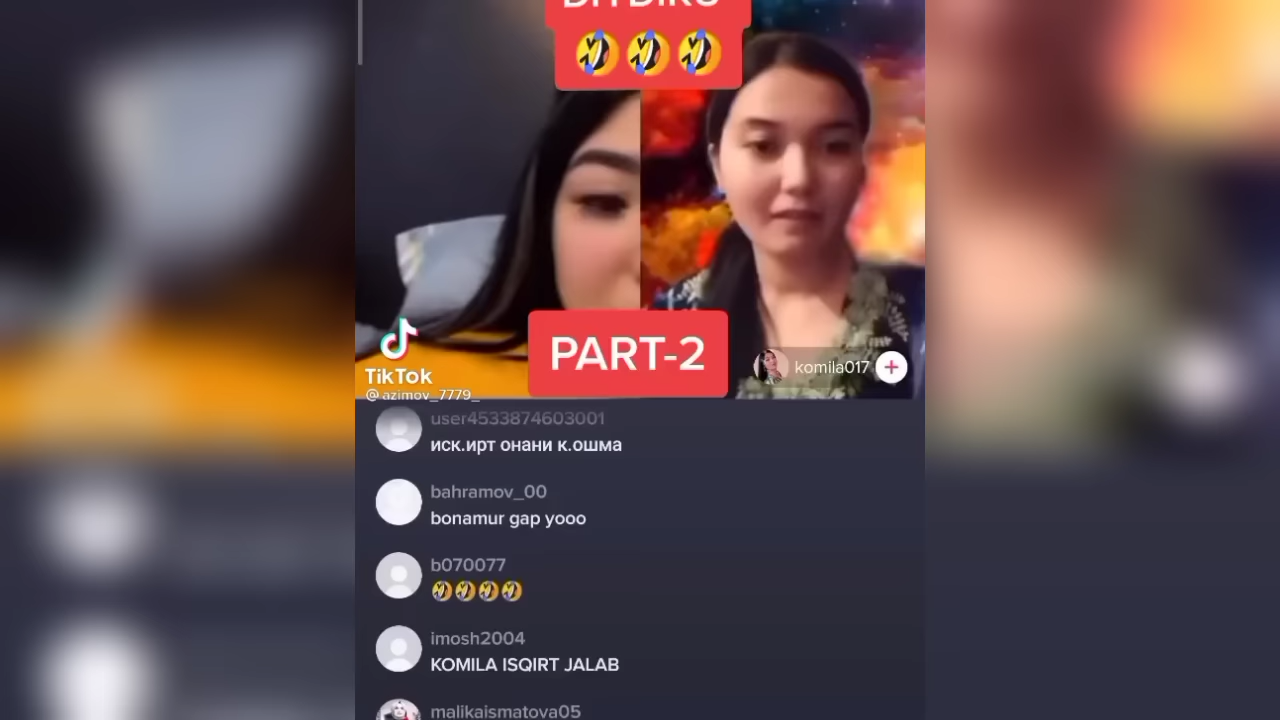 🤣🤣🤣
PART-2
komila017
TikTok
@azimov_7779_
user4533874603001
иск.ирт онани к.ошма
bahramov_00
bonamur gap yooo
b070077
🤣🤣🤣🤣
imosh2004
KOMILA ISQIRT JALAB
malikaismatova05